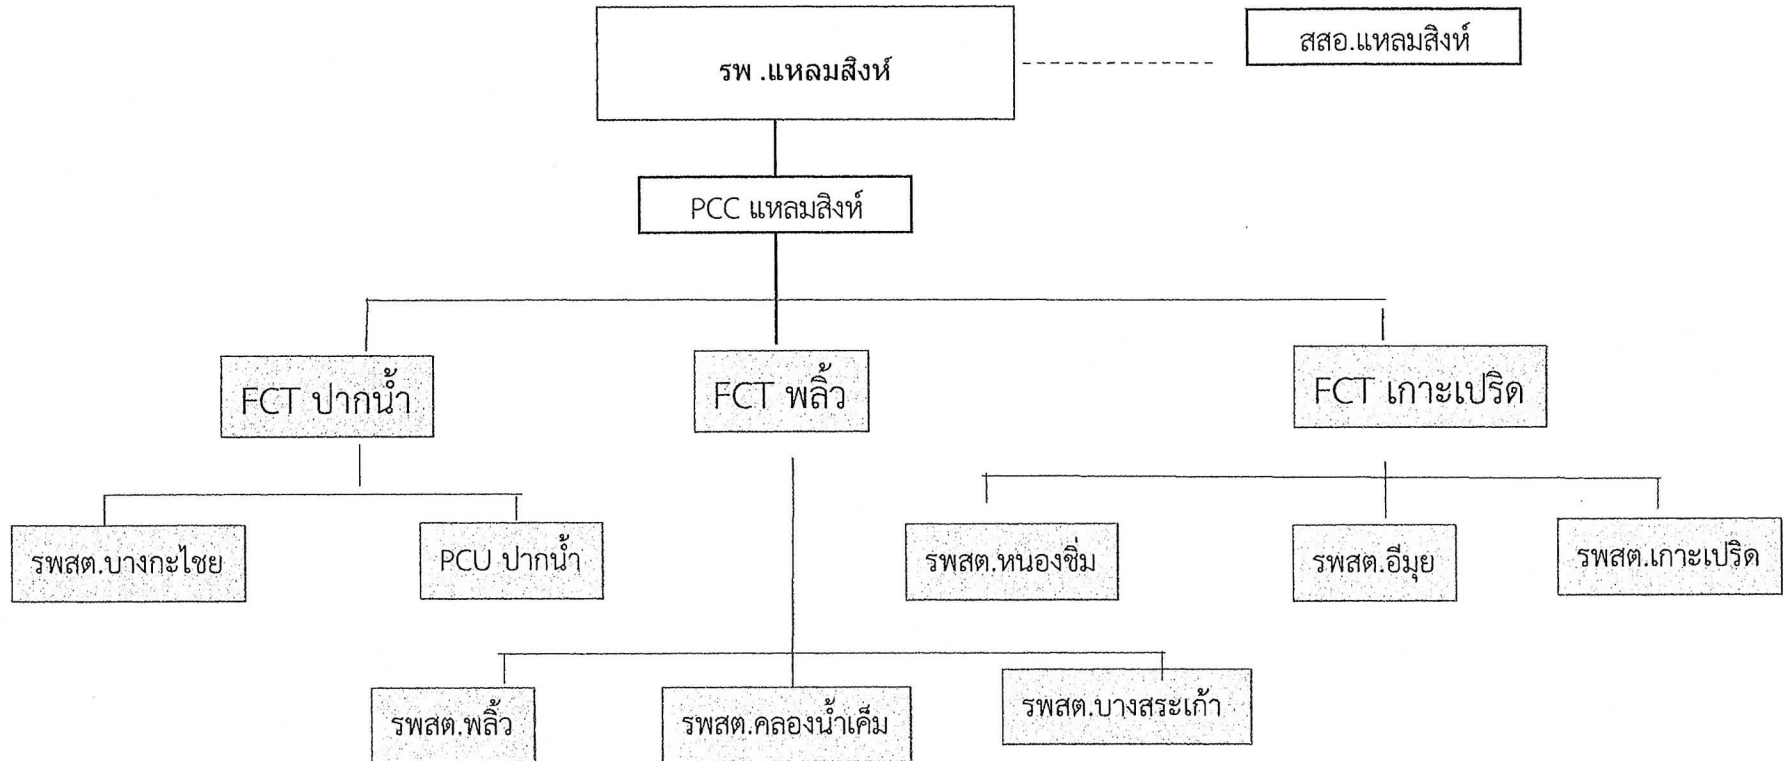 รพ .แหลมสิงห์
สสอ.แหลมสิงห์
PCC แหลมสิงห์
FCT ปากน้ำ
FCT พลิ้ว
FCT เกาะเปริด
รพสต.บางกะไชย
PCU ปากน้ำ
รพสต.หนองชิ่ม
รพสต.อีมุย
รพสต.เกาะเปริด
รพสต.พลิ้ว
รพสต.คลองน้ำเค็ม
รพสต.บางสระเก้า